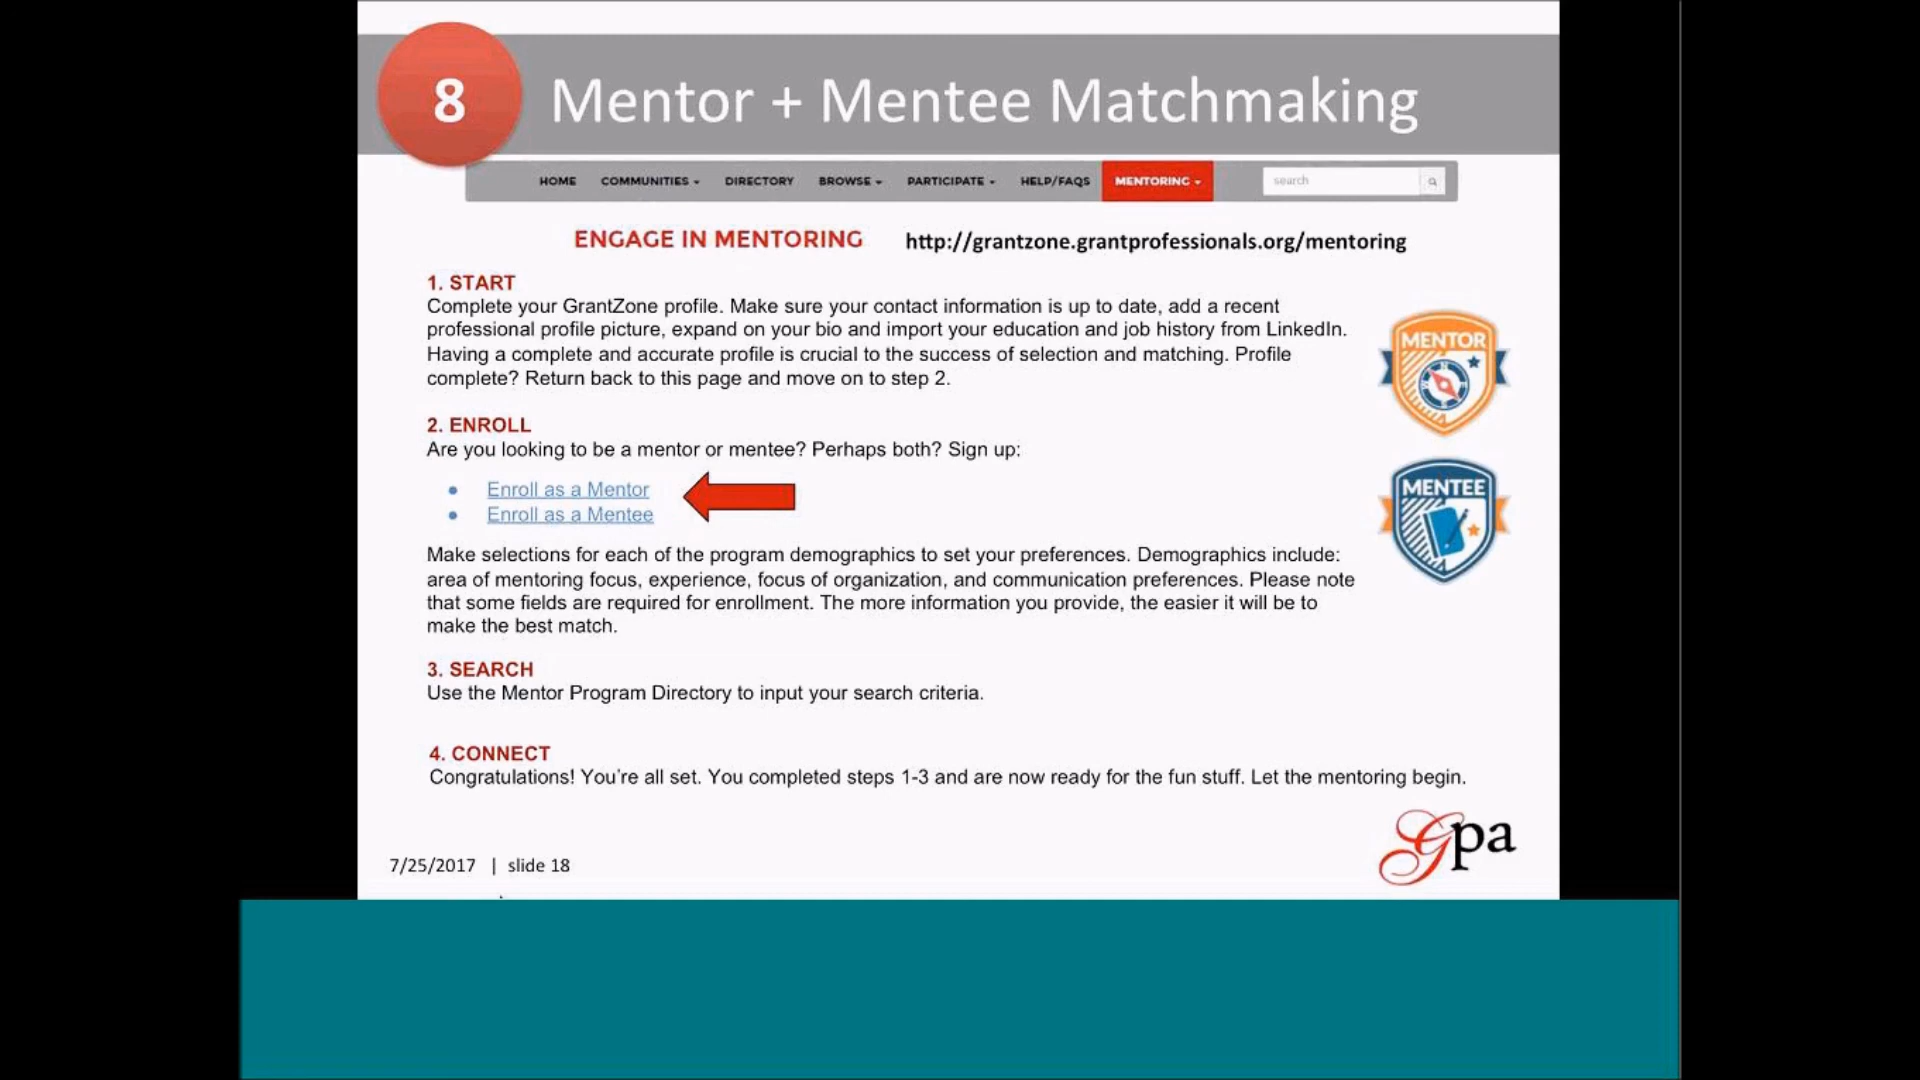 8
Mentor + Mentee Matchmaking
HOME COMMUNITIES DIRECTORY BROWSE PARTICIPATE HELP/FAQS MENTORING search
ENGAGE IN MENTORING http://grantzone.grantprofessionals.org/mentoring
1. START
Complete your GrantZone profile. Make sure your contact information is up to date, add a recent
professional profile picture, expand on your bio and import your education and job history from LinkedIn.
Having a complete and accurate profile is crucial to the success of selection and matching. Profile
complete? Return back to this page and move on to step 2.
MENTOR
N
E
S
W
2. ENROLL
Are you looking to be a mentor or mentee? Perhaps both? Sign up:
• Enroll as a Mentor
• Enroll as a Mentee
MENTEE
Make selections for each of the program demographics to set your preferences. Demographics include:
area of mentoring focus, experience, focus of organization, and communication preferences. Please note
that some fields are required for enrollment. The more information you provide, the easier it will be to
make the best match.
3. SEARCH
Use the Mentor Program Directory to input your search criteria.
4. CONNECT
Congratulations! You're all set. You completed steps 1-3 and are now ready for the fun stuff. Let the mentoring begin.
7/25/2017 | slide 18
Gpa